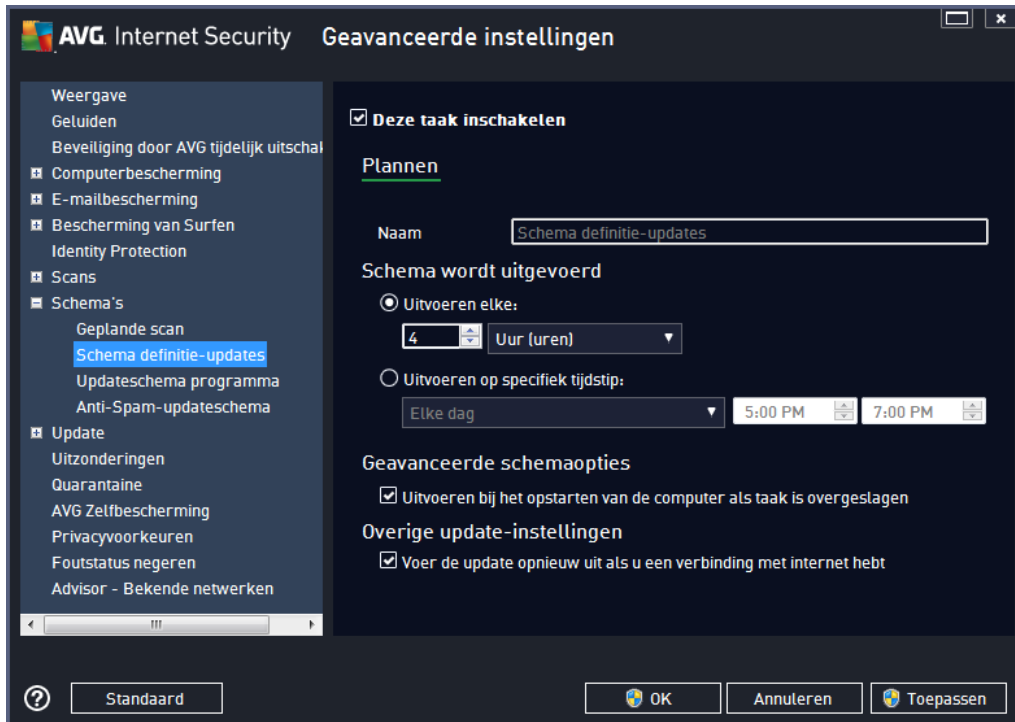 AVG. Internet Security Geavanceerde instellingen
Weergave
Geluiden
Beveiliging door AVG tijdelijk uitschak
Computerbescherming
E-mailbescherming
Bescherming van Surfen
Identity Protection
Scans
Schema's
Geplande scan
Schema definitie-updates
Updateschema programma
Anti-Spam-updateschema
Update
Uitzonderingen
Quarantaine
AVG Zelfbescherming
Privacyvoorkeuren
Foutstatus negeren
Advisor - Bekende netwerken
Deze taak inschakelen
Plannen
Naam Schema definitie-updates
Schema wordt uitgevoerd
Uitvoeren elke:
4 Uur (uren)
Uitvoeren op specifiek tijdstip:
Elke dag 5:00 PM 7:00 PM
Geavanceerde schemaopties
Uitvoeren bij het opstarten van de computer als taak is overgeslagen
Overige update-instellingen
Voer de update opnieuw uit als u een verbinding met internet hebt
? Standaard OK Annuleren Toepassen